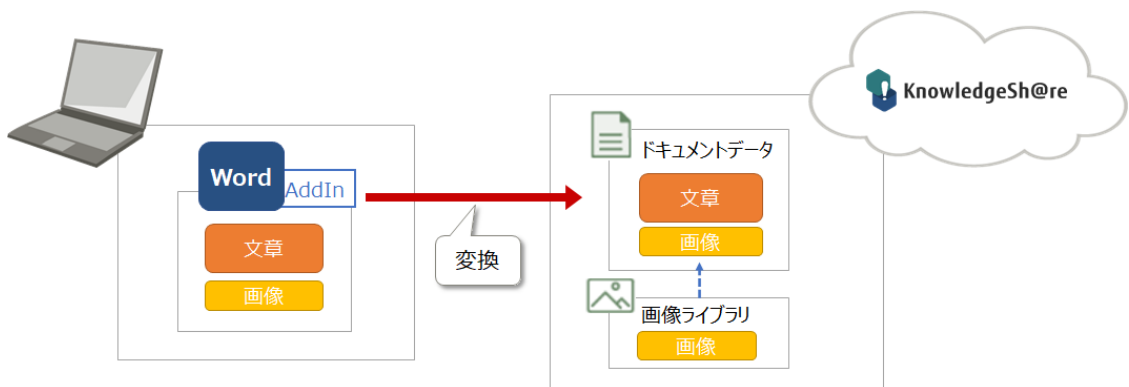 Word
AddIn
文章
画像
変換
KnowledgeSh@re
ドキュメントデータ
文章
画像
画像ライブラリ
画像